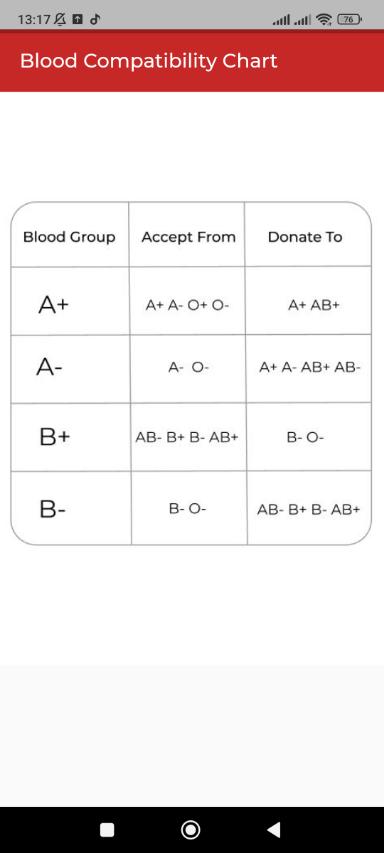 13:17 76
Blood Compatibility Chart
Blood Group Accept From Donate To
A+ A+ A- O+ O- A+ AB+
A- A- O- A+ A- AB+ AB-
B+ AB- B+ B- AB+ B- O-
B- B- O- AB- B+ B- AB+